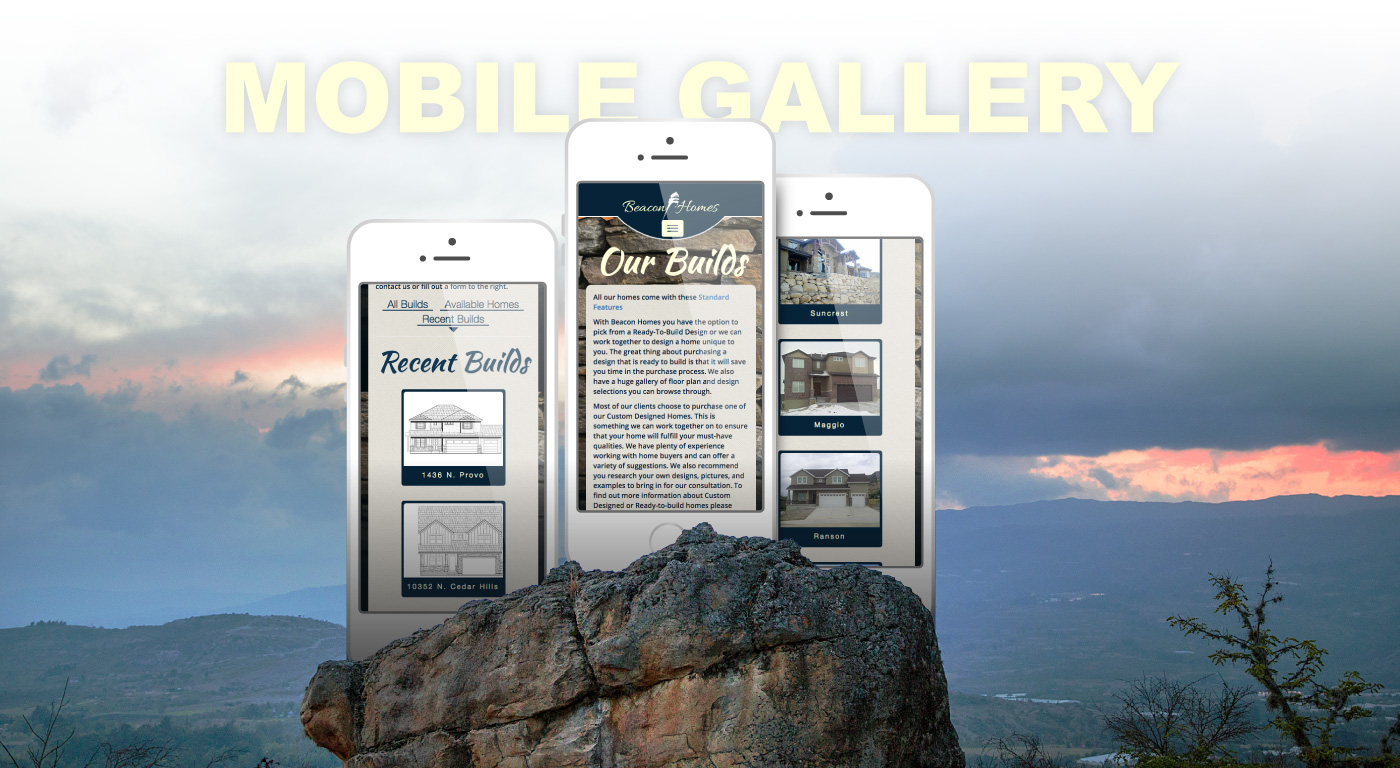 MOBILE GALLERY
contact us or fill out a form to the right.
All Builds Available Homes
Recent Builds
Recent Builds
1436 N. Provo
10352 N. Cedar Hills
Beacon Homes
Our Builds
All our homes come with these Standard
Features
With Beacon Homes you have the option to
pick from a Ready-To-Build Design or we can
work together to design a home unique to
you. The great thing about purchasing a
design that is ready to build is that it will save
you time in the purchase process. We also
have a huge gallery of floor plan and design
selections you can browse through.
Most of our clients choose to purchase one of
our Custom Designed Homes. This is
something we can work together on to ensure
that your home will fulfill your must-have
qualities. We have plenty of experience
working with home buyers and can offer a
variety of suggestions. We also recommend
you research your own designs, pictures, and
examples to bring in for our consultation. To
find out more information about Custom
Designed or Ready-to-build homes please
Suncrest
Maggio
Ranson